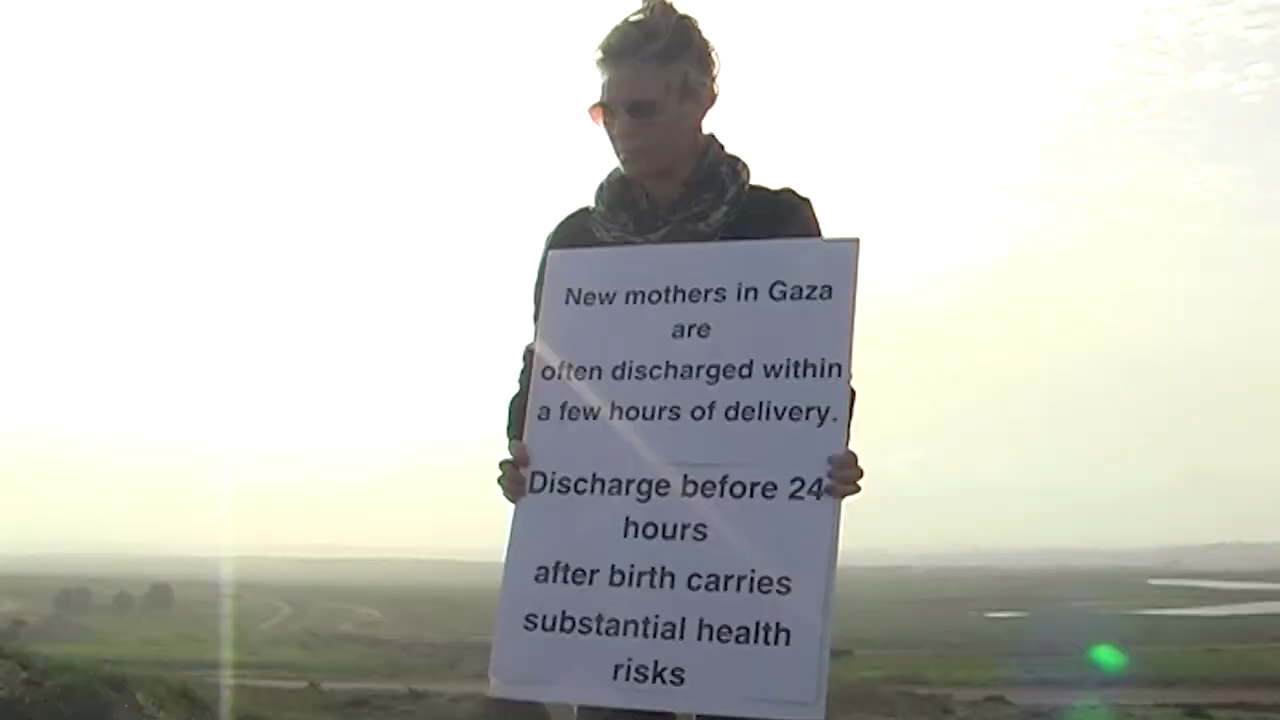 New mothers in Gaza
are
often discharged within
a few hours of delivery.
Discharge before 24
hours
after birth carries
substantial health
risks